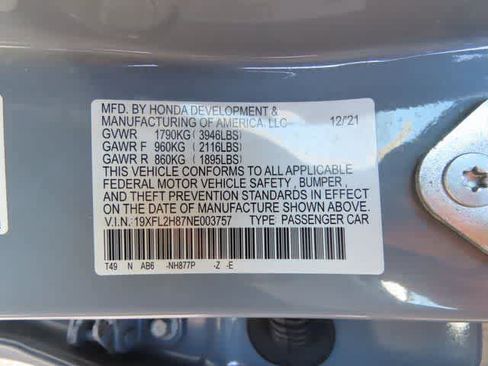 MFD. BY HONDA DEVELOPMENT &
MANUFACTURING OF AMERICA, LLC 12/21
GVWR 1790KG ( 3946LBS)
GAWR F 960KG ( 2116LBS)
GAWR R 860KG ( 1895LBS)
THIS VEHICLE CONFORMS TO ALL APPLICABLE
FEDERAL MOTOR VEHICLE SAFETY , BUMPER ,
AND THEFT PREVENTION STANDARDS IN EFFECT
ON THE DATE OF MANUFACTURE SHOWN ABOVE.
V.I.N.: 19XFL2H87NE003757 TYPE PASSENGER CAR
T49 N AB6 -NH877P -Z -E